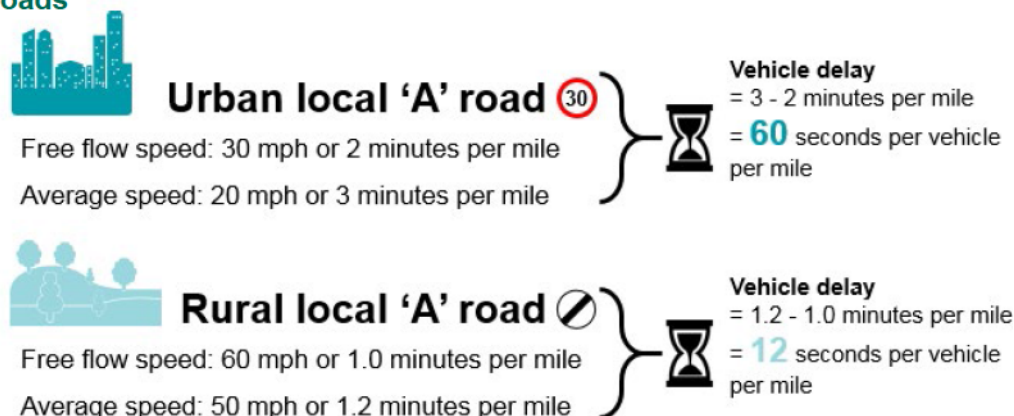 oads
Urban local ‘A’ road 30
Free flow speed: 30 mph or 2 minutes per mile
Average speed: 20 mph or 3 minutes per mile
Vehicle delay
= 3 - 2 minutes per mile
= 60 seconds per vehicle
per mile
Rural local ‘A’ road
Free flow speed: 60 mph or 1.0 minutes per mile
Average speed: 50 mph or 1.2 minutes per mile
Vehicle delay
= 1.2 - 1.0 minutes per mile
= 12 seconds per vehicle
per mile